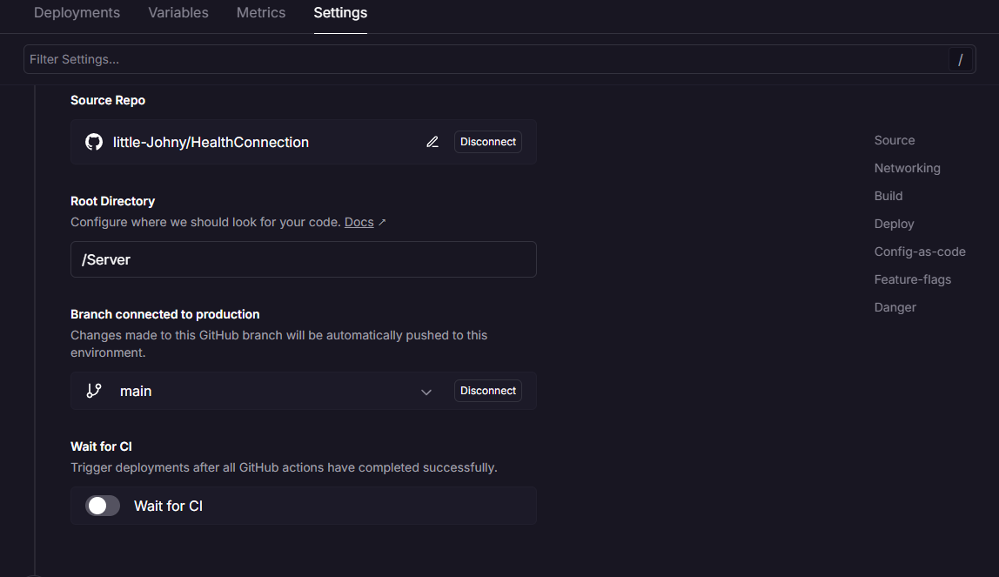 Deployments Variables Metrics Settings
Filter Settings... /
Source Repo
little-Johny/HealthConnection Disconnect
Root Directory
Configure where we should look for your code. Docs ↗
/Server
Branch connected to production
Changes made to this GitHub branch will be automatically pushed to this
environment.
main Disconnect
Wait for CI
Trigger deployments after all GitHub actions have completed successfully.
Wait for CI
Source
Networking
Build
Deploy
Config-as-code
Feature-flags
Danger